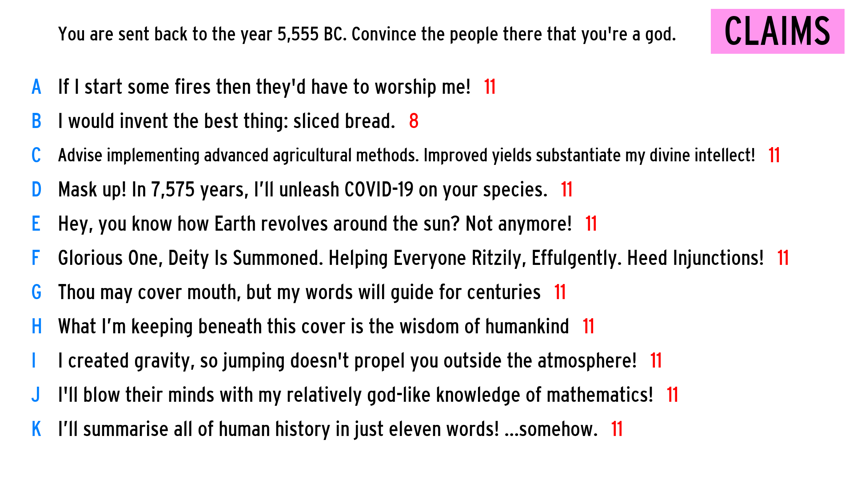 You are sent back to the year 5,555 BC. Convince the people there that you're a god.
CLAIMS
A If I start some fires then they'd have to worship me! 11
B I would invent the best thing: sliced bread. 8
C Advise implementing advanced agricultural methods. Improved yields substantiate my divine intellect! 11
D Mask up! In 7,575 years, I’ll unleash COVID-19 on your species. 11
E Hey, you know how Earth revolves around the sun? Not anymore! 11
F Glorious One, Deity Is Summoned. Helping Everyone Ritzily, Effulgently. Heed Injunctions! 11
G Thou may cover mouth, but my words will guide for centuries 11
H What I’m keeping beneath this cover is the wisdom of humankind 11
I I created gravity, so jumping doesn't propel you outside the atmosphere! 11
J I'll blow their minds with my relatively god-like knowledge of mathematics! 11
K I’ll summarise all of human history in just eleven words! ...somehow. 11